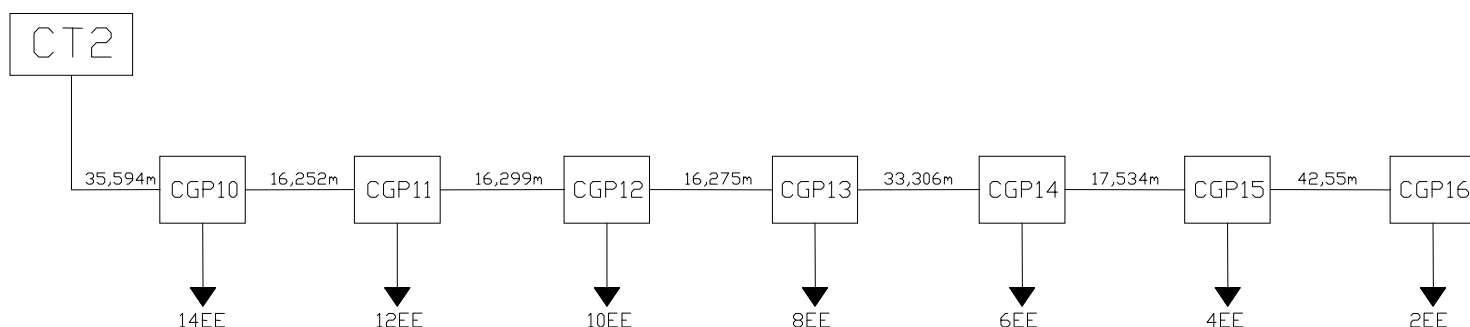 CT2
35,594m
16,252m
16,299m
16,275m
33,306m
17,534m
42,55m
CGP10
CGP11
CGP12
CGP13
CGP14
CGP15
CGP16
14EE
12EE
10EE
8EE
6EE
4EE
2EE